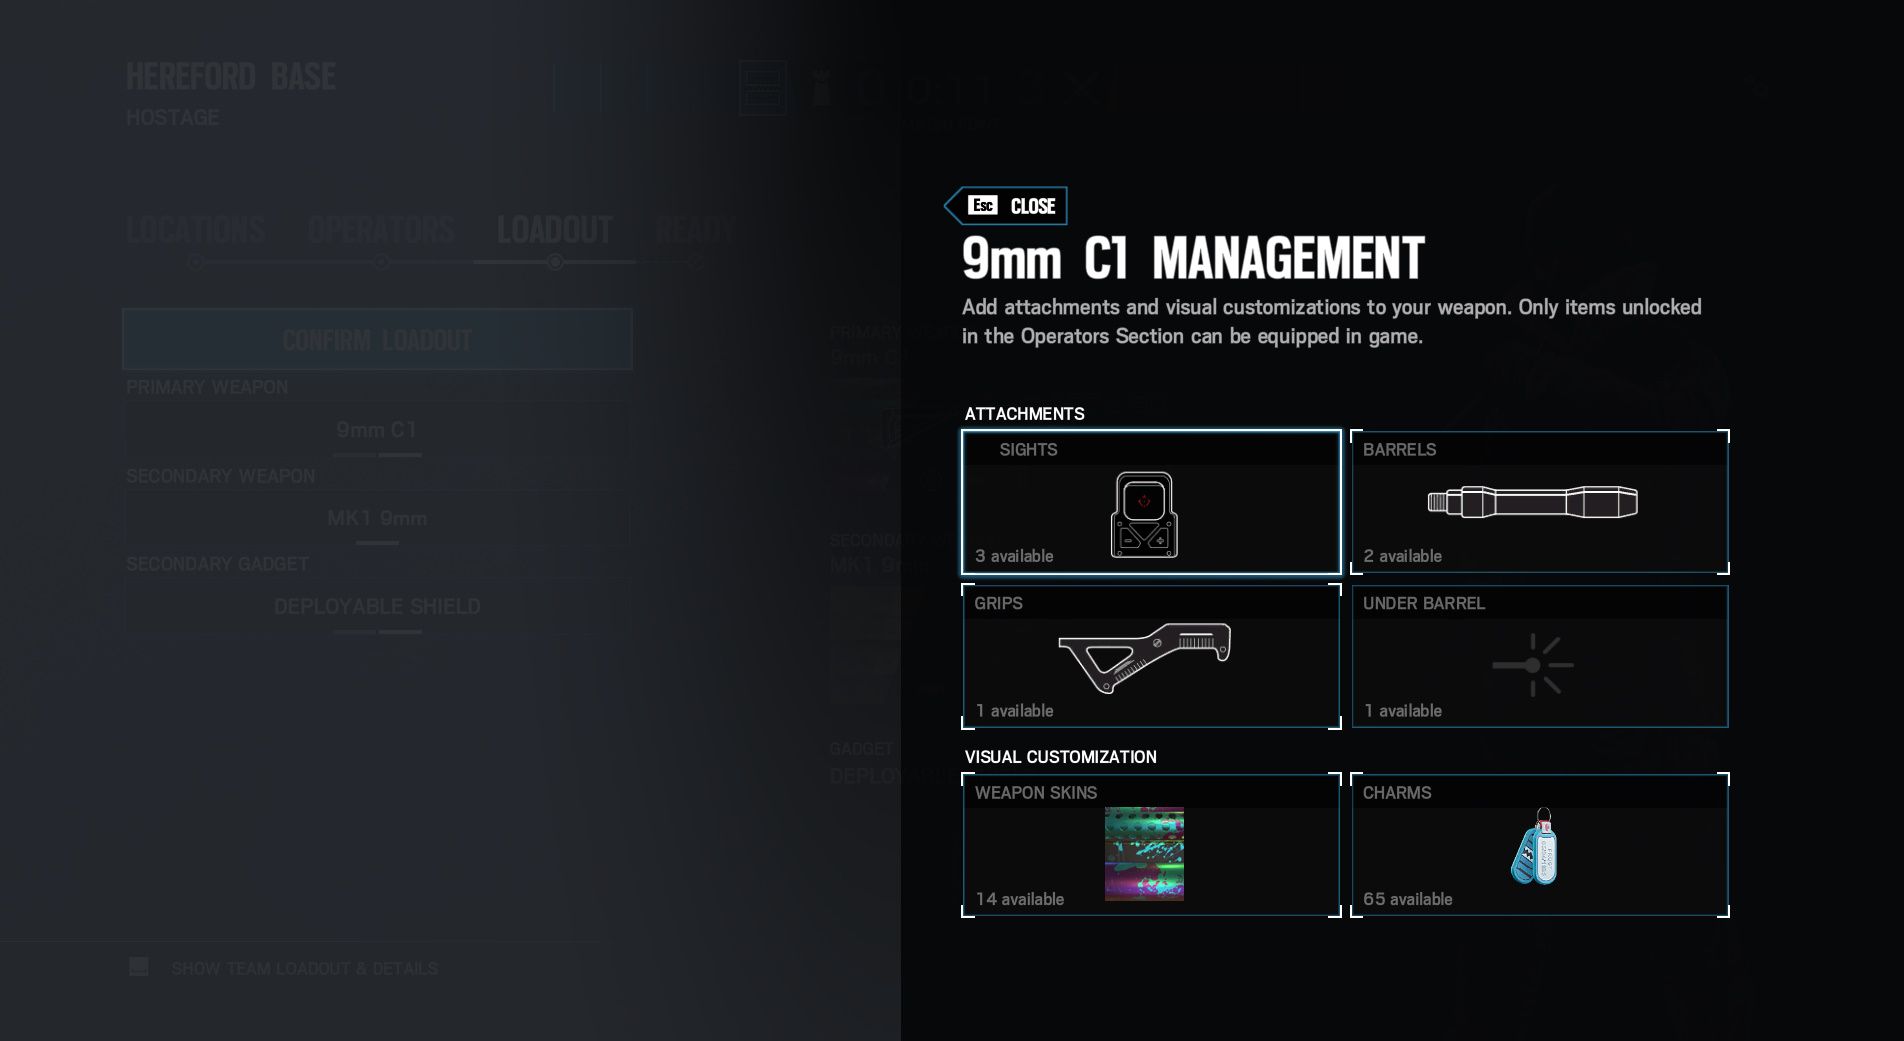 HEREFORD BASE
HOSTAGE
LOCATIONS
OPERATORS
LOADOUT
READY
CONFIRM LOADOUT
PRIMARY WEAPON
9mm C1
SECONDARY WEAPON
MK1 9mm
SECONDARY GADGET
DEPLOYABLE SHIELD
SHOW TEAM LOADOUT & DETAILS
Esc CLOSE
9mm C1 MANAGEMENT
Add attachments and visual customizations to your weapon. Only items unlocked
in the Operators Section can be equipped in game.
ATTACHMENTS
SIGHTS
3 available
BARRELS
2 available
GRIPS
1 available
UNDER BARREL
1 available
VISUAL CUSTOMIZATION
WEAPON SKINS
14 available
CHARMS
65 available